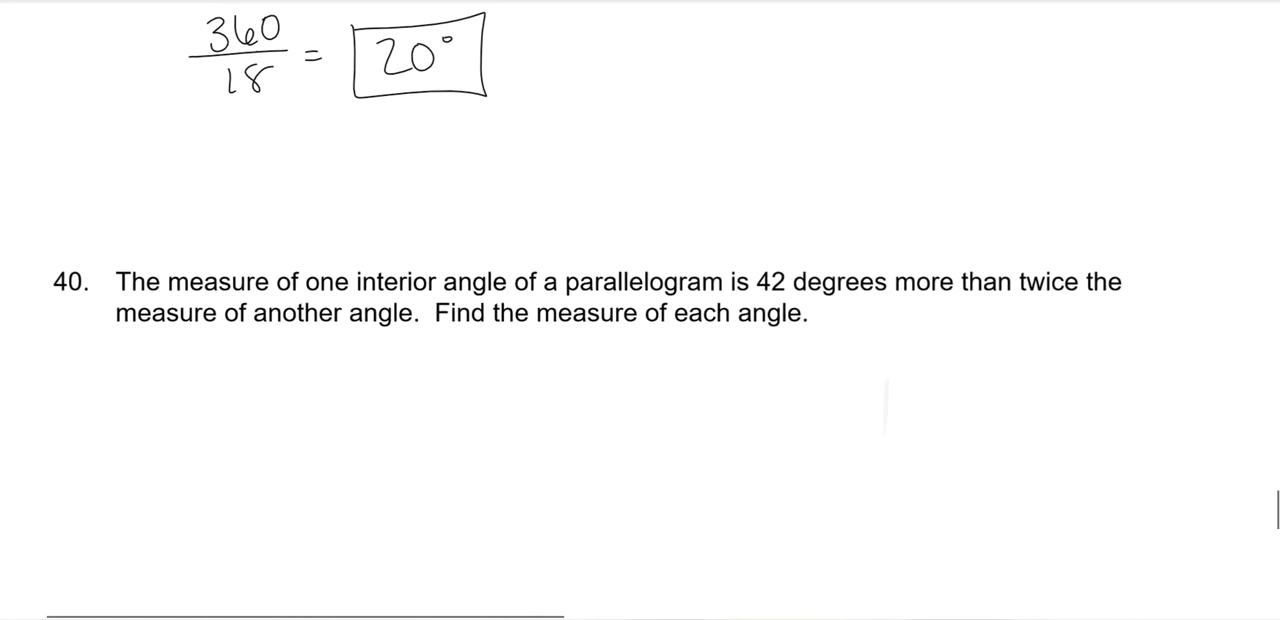 360
18 = 20°
40. The measure of one interior angle of a parallelogram is 42 degrees more than twice the
measure of another angle. Find the measure of each angle.